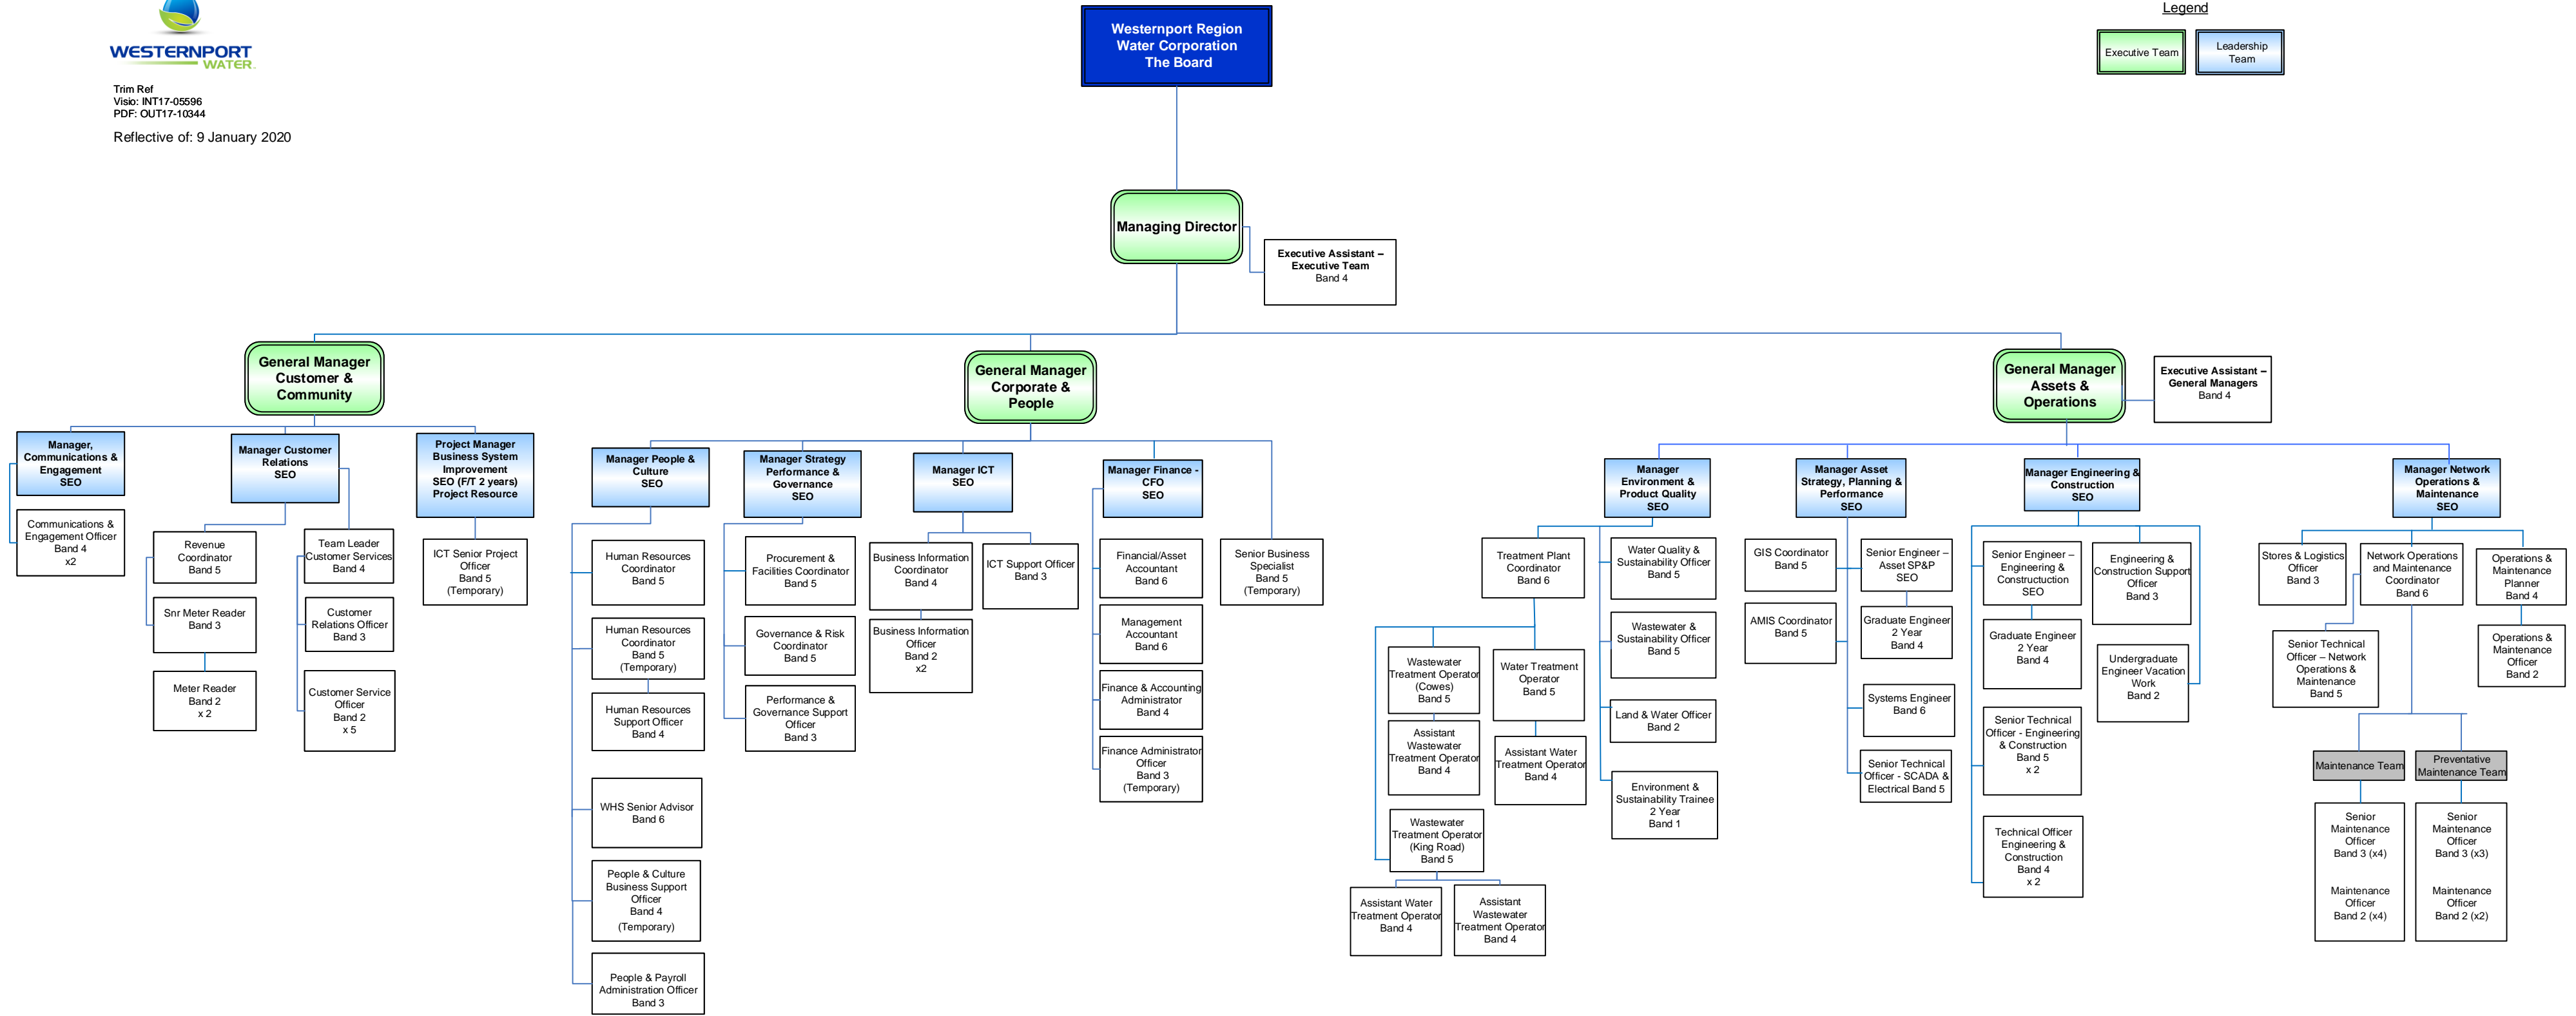 WESTERNPORT
WATER
Trim Ref
Visio: INT17-05596
PDF: OUT17-10344
Reflective of: 9 January 2020
Westernport Region
Water Corporation
The Board
Legend
Executive Team
Leadership
Team
Managing Director
Executive Assistant –
Executive Team
Band 4
General Manager
Customer &
Community
General Manager
Corporate &
People
General Manager
Assets &
Operations
Executive Assistant –
General Managers
Band 4
Manager,
Communications &
Engagement
SEO
Communications &
Engagement Officer
Band 4
x2
Manager Customer
Relations
SEO
Revenue
Coordinator
Band 5
Snr Meter Reader
Band 3
Meter Reader
Band 2
x 2
Team Leader
Customer Services
Band 4
Customer
Relations Officer
Band 3
Customer Service
Officer
Band 2
x 5
Project Manager
Business System
Improvement
SEO (F/T 2 years)
Project Resource
ICT Senior Project
Officer
Band 5
(Temporary)
Manager People &
Culture
SEO
Human Resources
Coordinator
Band 5
Human Resources
Coordinator
Band 5
(Temporary)
Human Resources
Support Officer
Band 4
WHS Senior Advisor
Band 6
People & Culture
Business Support
Officer
Band 4
(Temporary)
People & Payroll
Administration Officer
Band 3
Manager Strategy
Performance &
Governance
SEO
Procurement &
Facilities Coordinator
Band 5
Governance & Risk
Coordinator
Band 5
Performance &
Governance Support
Officer
Band 3
Manager ICT
SEO
Business Information
Coordinator
Band 4
Business Information
Officer
Band 2
x2
ICT Support Officer
Band 3
Manager Finance -
CFO
SEO
Financial/Asset
Accountant
Band 6
Management
Accountant
Band 6
Finance & Accounting
Administrator
Band 4
Finance Administrator
Officer
Band 3
(Temporary)
Senior Business
Specialist
Band 5
(Temporary)
Manager
Environment &
Product Quality
SEO
Treatment Plant
Coordinator
Band 6
Wastewater
Treatment Operator
(Cowes)
Band 5
Assistant
Wastewater
Treatment Operator
Band 4
Wastewater
Treatment Operator
(King Road)
Band 5
Assistant Water
Treatment Operator
Band 4
Assistant
Wastewater
Treatment Operator
Band 4
Water Treatment
Operator
Band 5
Assistant Water
Treatment Operator
Band 4
Water Quality &
Sustainability Officer
Band 5
Wastewater &
Sustainability Officer
Band 5
Land & Water Officer
Band 2
Environment &
Sustainability Trainee
2 Year
Band 1
Manager Asset
Strategy, Planning &
Performance
SEO
GIS Coordinator
Band 5
AMIS Coordinator
Band 5
Senior Engineer –
Asset SP&P
SEO
Graduate Engineer
2 Year
Band 4
Systems Engineer
Band 6
Senior Technical
Officer - SCADA &
Electrical Band 5
Manager Engineering &
Construction
SEO
Senior Engineer –
Engineering &
Constructuction
SEO
Graduate Engineer
2 Year
Band 4
Senior Technical
Officer - Engineering
& Construction
Band 5
x 2
Technical Officer
Engineering &
Construction
Band 4
x 2
Engineering &
Construction Support
Officer
Band 3
Undergraduate
Engineer Vacation
Work
Band 2
Manager Network
Operations &
Maintenance
SEO
Stores & Logistics
Officer
Band 3
Network Operations
and Maintenance
Coordinator
Band 6
Operations &
Maintenance
Planner
Band 4
Senior Technical
Officer – Network
Operations &
Maintenance
Band 5
Operations &
Maintenance
Officer
Band 2
Maintenance Team
Senior
Maintenance
Officer
Band 3 (x4)
Maintenance
Officer
Band 2 (x4)
Preventative
Maintenance Team
Senior
Maintenance
Officer
Band 3 (x3)
Maintenance
Officer
Band 2 (x2)